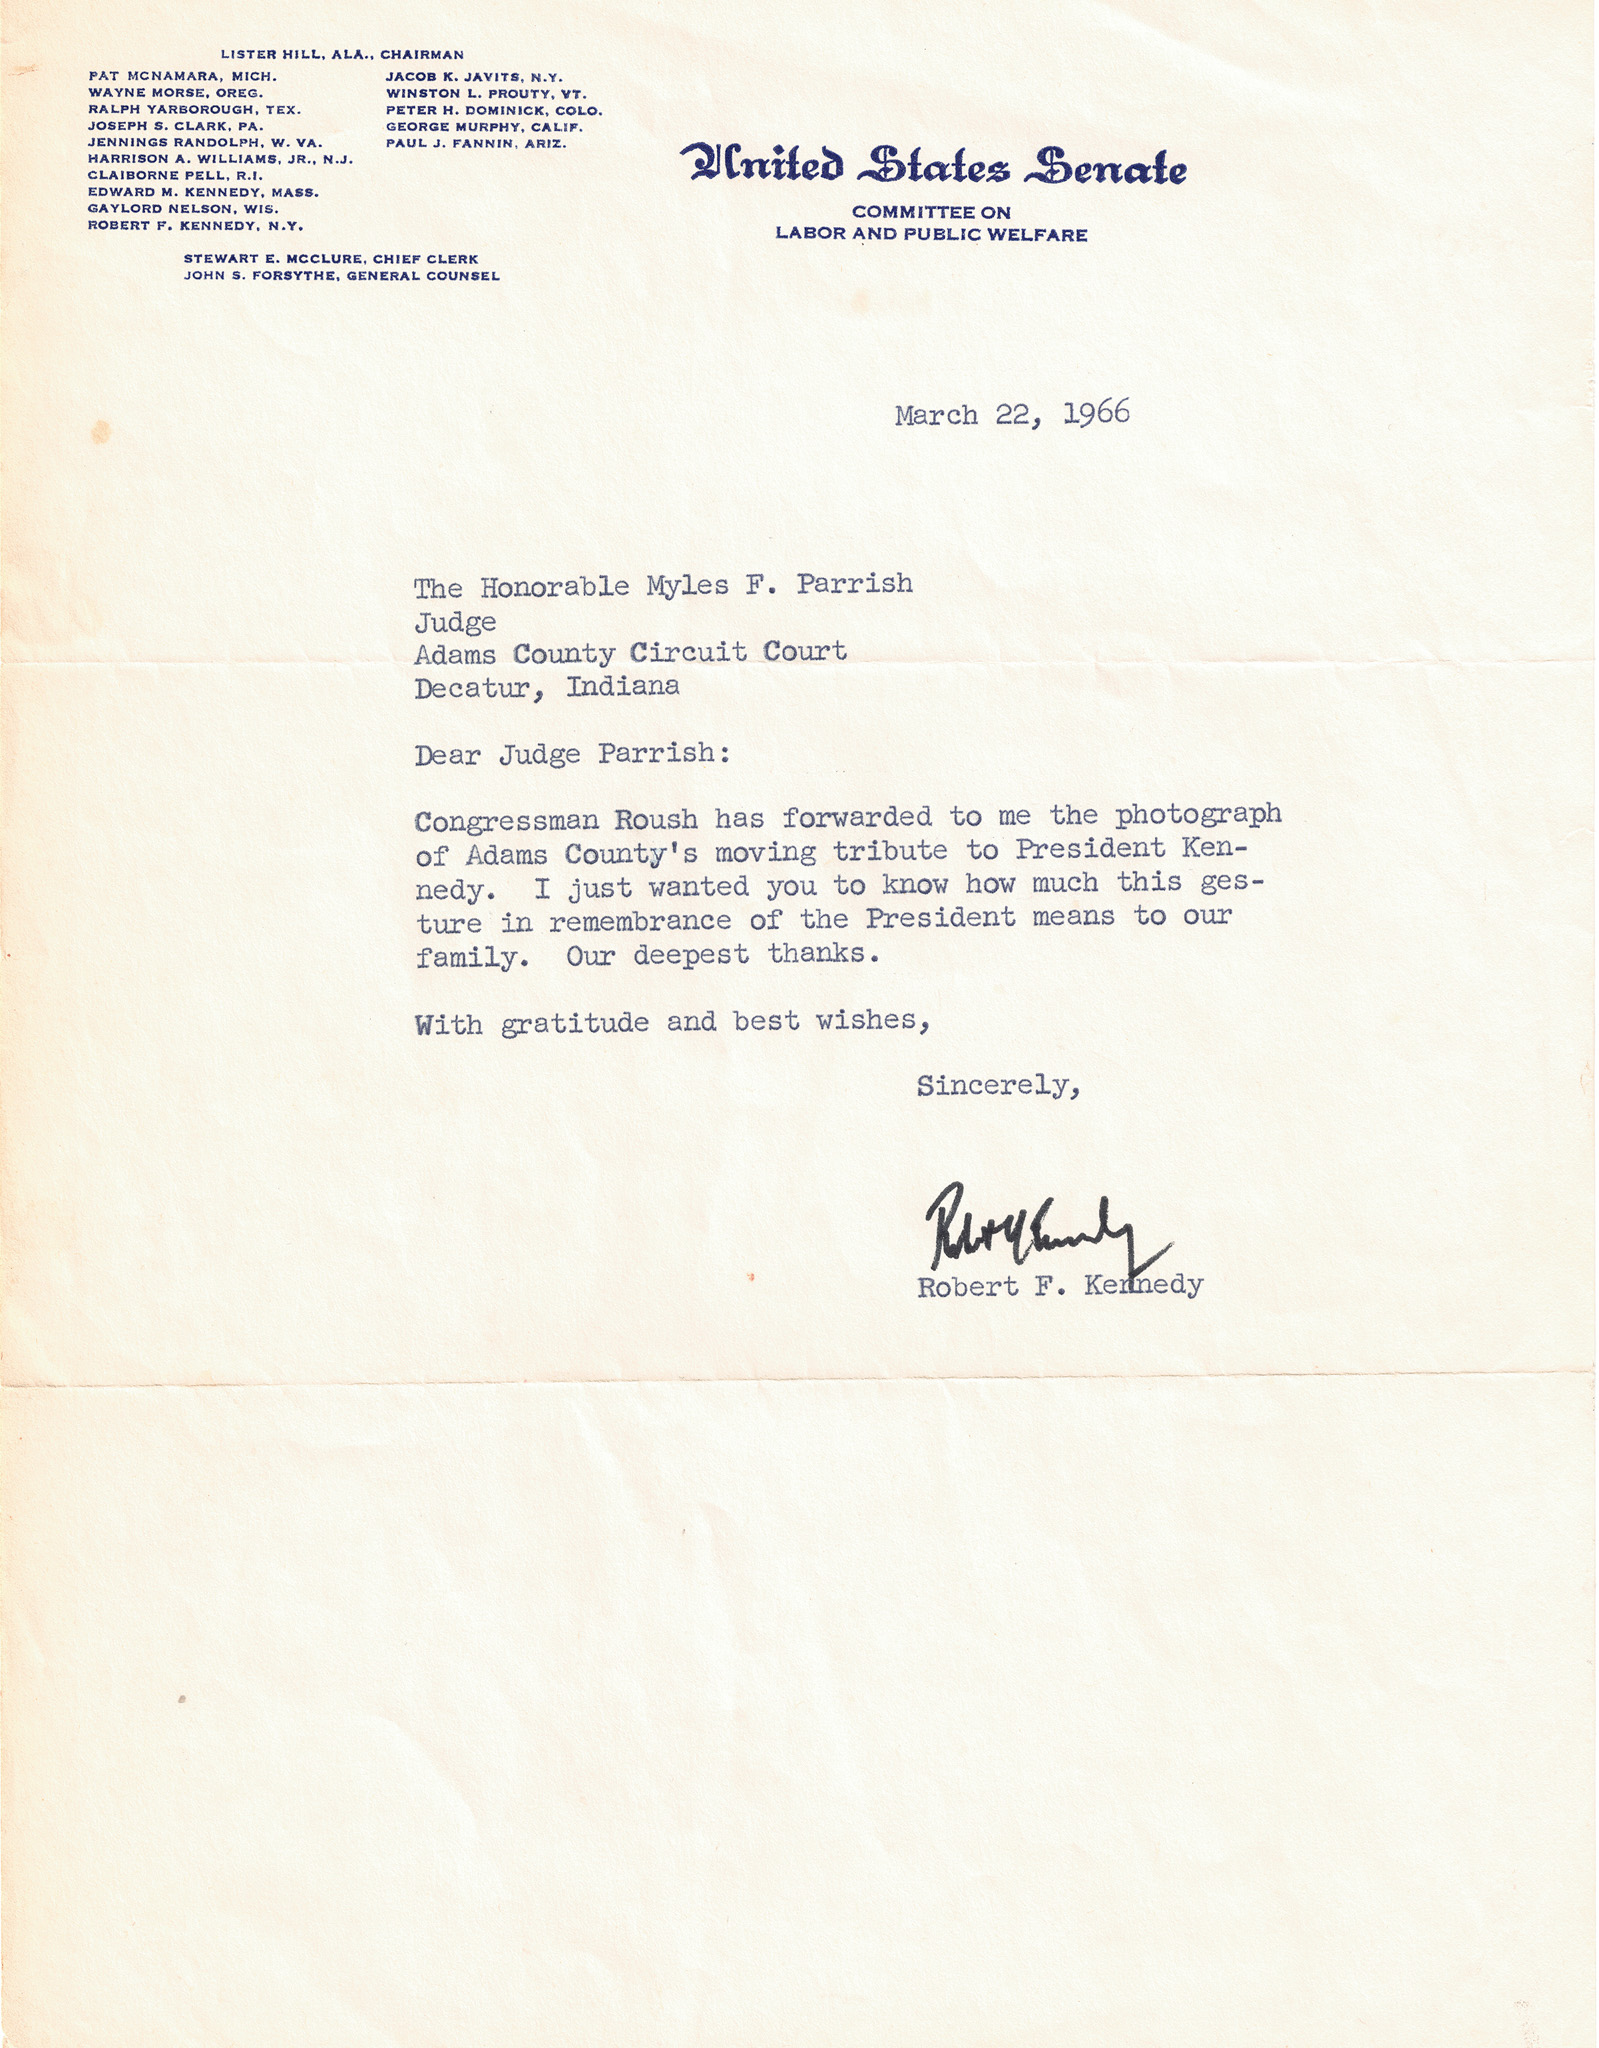 LISTER HILL, ALA., CHAIRMAN
PAT MCNAMARA, MICH.
WAYNE MORSE, OREG.
RALPH YARBOROUGH, TEX.
JOSEPH S. CLARK, PA.
JENNINGS RANDOLPH, W. VA.
HARRISON A. WILLIAMS, JR., N.J.
CLAIBORNE PELL, R.I.
EDWARD M. KENNEDY, MASS.
GAYLORD NELSON, WIS.
ROBERT F. KENNEDY, N.Y.
JACOB K. JAVITS, N.Y.
WINSTON L. PROUTY, VT.
PETER H. DOMINICK, COLO.
GEORGE MURPHY, CALIF.
PAUL J. FANNIN, ARIZ.
STEWART E. MCCLURE, CHIEF CLERK
JOHN S. FORSYTHE, GENERAL COUNSEL
United States Senate
COMMITTEE ON
LABOR AND PUBLIC WELFARE
March 22, 1966
The Honorable Myles F. Parrish
Judge
Adams County Circuit Court
Decatur, Indiana
Dear Judge Parrish:
Congressman Roush has forwarded to me the photograph
of Adams County's moving tribute to President Ken-
nedy. I just wanted you to know how much this ges-
ture in remembrance of the President means to our
family. Our deepest thanks.
With gratitude and best wishes,
Sincerely,
Robert Kennedy
Robert F. Kennedy